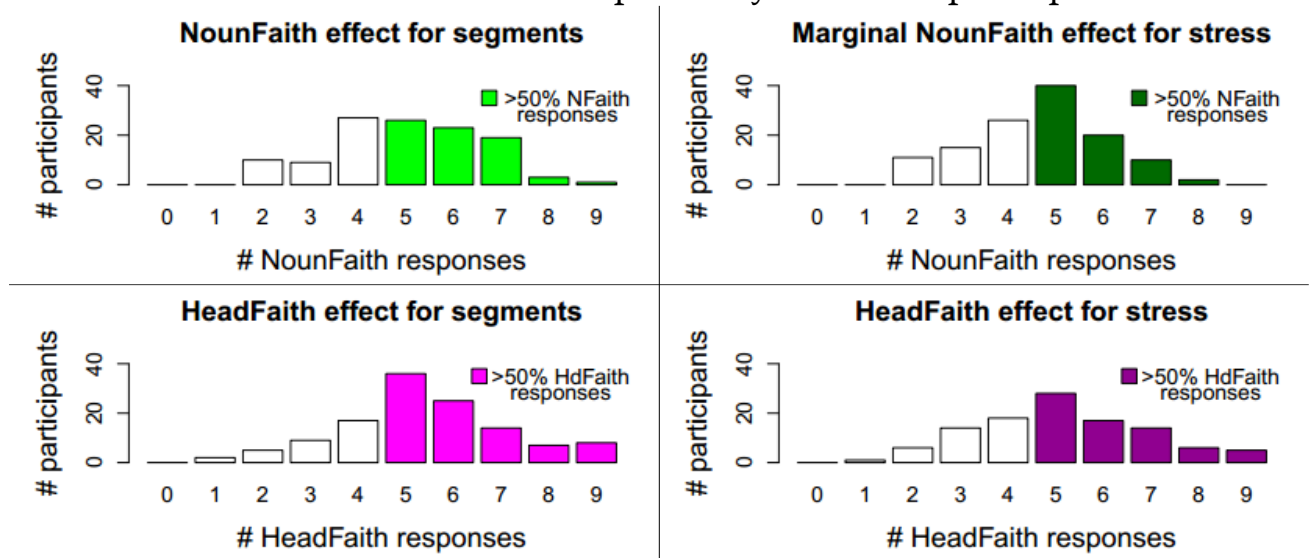 NounFaith effect for segments
# participants
40
20
0
>50% NFaith
responses
0 1 2 3 4 5 6 7 8 9
# NounFaith responses
Marginal NounFaith effect for stress
# participants
40
20
0
>50% NFaith
responses
0 1 2 3 4 5 6 7 8 9
# NounFaith responses
HeadFaith effect for segments
# participants
40
20
0
>50% HdFaith
responses
0 1 2 3 4 5 6 7 8 9
# HeadFaith responses
HeadFaith effect for stress
# participants
40
20
0
>50% HdFaith
responses
0 1 2 3 4 5 6 7 8 9
# HeadFaith responses